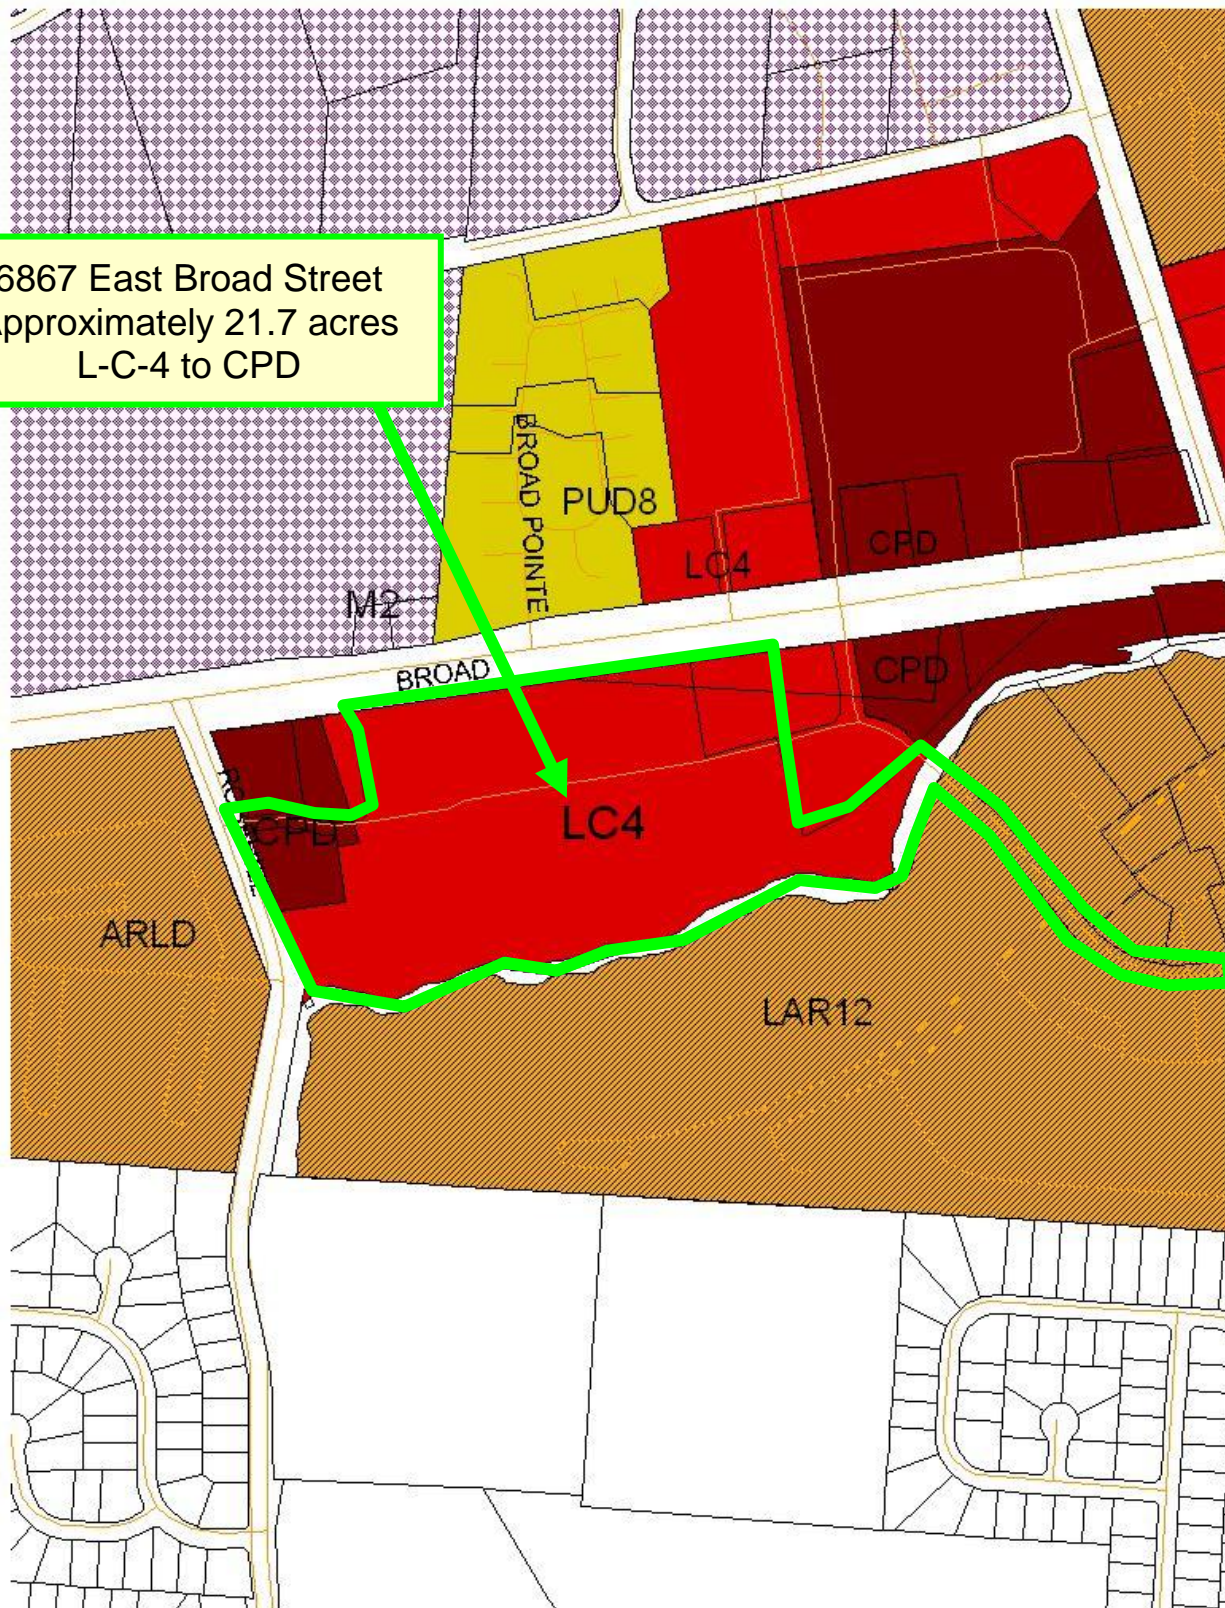 6867 East Broad Street
Approximately 21.7 acres
L-C-4 to CPD
BROAD POINTE
PUD8
LC4
CPD
M2
BROAD
CPD
LC4
CPD
ARLD
LAR12